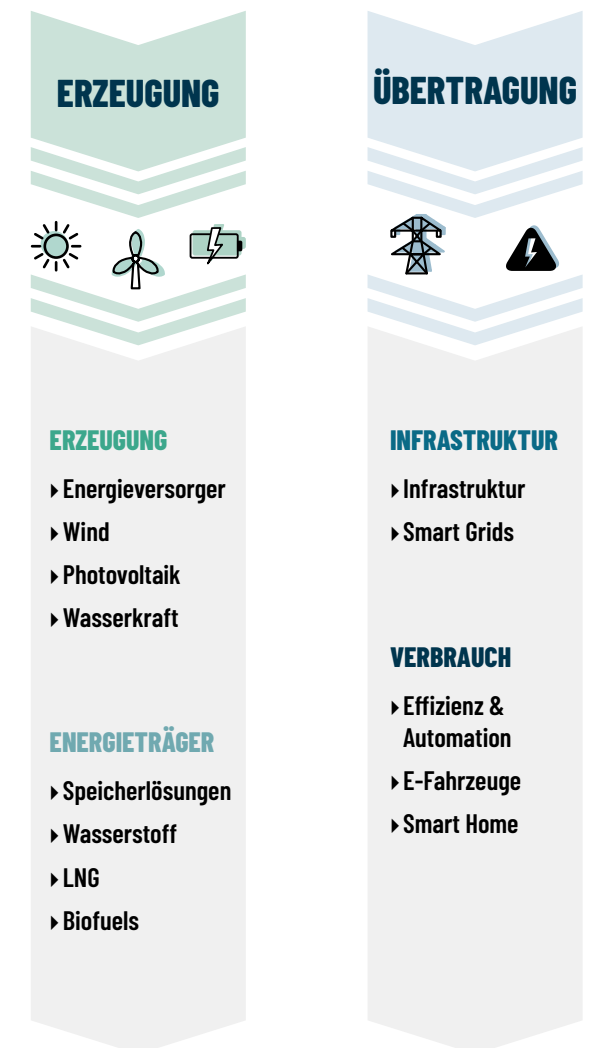 ERZEUGUNG
ERZEUGUNG
Energieversorger
Wind
Photovoltaik
Wasserkraft
ENERGIETRÄGER
Speicherlösungen
Wasserstoff
LNG
Biofuels
ÜBERTRAGUNG
INFRASTRUKTUR
Infrastruktur
Smart Grids
VERBRAUCH
Effizienz &
Automation
E-Fahrzeuge
Smart Home